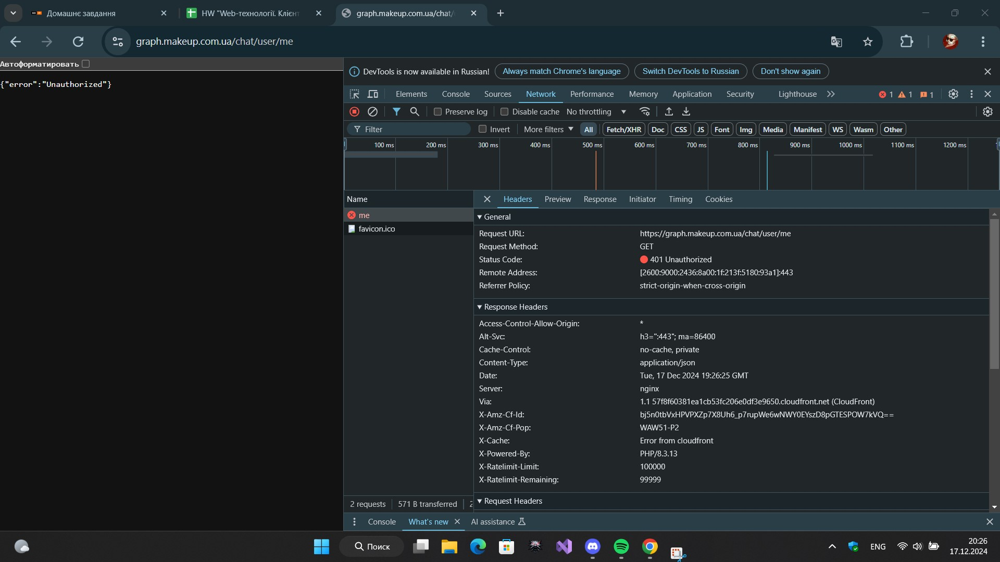 Домашнє завдання
HW "Web-технології. Клієнт
graph.makeup.com.ua/chat/
graph.makeup.com.ua/chat/user/me
Автоформатировать
{"error":"Unauthorized"}
DevTools is now available in Russian!
Always match Chrome's language
Switch DevTools to Russian
Don't show again
Elements
Console
Sources
Network
Performance
Memory
Application
Security
Lighthouse
1
1
1
Preserve log
Disable cache
No throttling
Filter
Invert
More filters
All
Fetch/XHR
Doc
CSS
JS
Font
Img
Media
Manifest
WS
Wasm
Other
100 ms
200 ms
300 ms
400 ms
500 ms
600 ms
700 ms
800 ms
900 ms
1000 ms
1100 ms
1200 ms
Name
me
favicon.ico
Headers
Preview
Response
Initiator
Timing
Cookies
General
Request URL: https://graph.makeup.com.ua/chat/user/me
Request Method: GET
Status Code: 401 Unauthorized
Remote Address: [2600:9000:2436:8a00:1f:213f:5180:93a1]:443
Referrer Policy: strict-origin-when-cross-origin
Response Headers
Access-Control-Allow-Origin: *
Alt-Svc: h3=":443"; ma=86400
Cache-Control: no-cache, private
Content-Type: application/json
Date: Tue, 17 Dec 2024 19:26:25 GMT
Server: nginx
Via: 1.1 57f8f60381ea1cb53fc206e0df3e9650.cloudfront.net (CloudFront)
X-Amz-Cf-Id: bj5n0tbVxHPVPXZp7X8Uh6_p7rupWe6wNWY0EYszD8pGTESPOW7kVQ==
X-Amz-Cf-Pop: WAW51-P2
X-Cache: Error from cloudfront
X-Powered-By: PHP/8.3.13
X-Ratelimit-Limit: 100000
X-Ratelimit-Remaining: 99999
Request Headers
2 requests
571 B transferred
2
Console
What's new
AI assistance
Поиск
ENG
20:26
17.12.2024